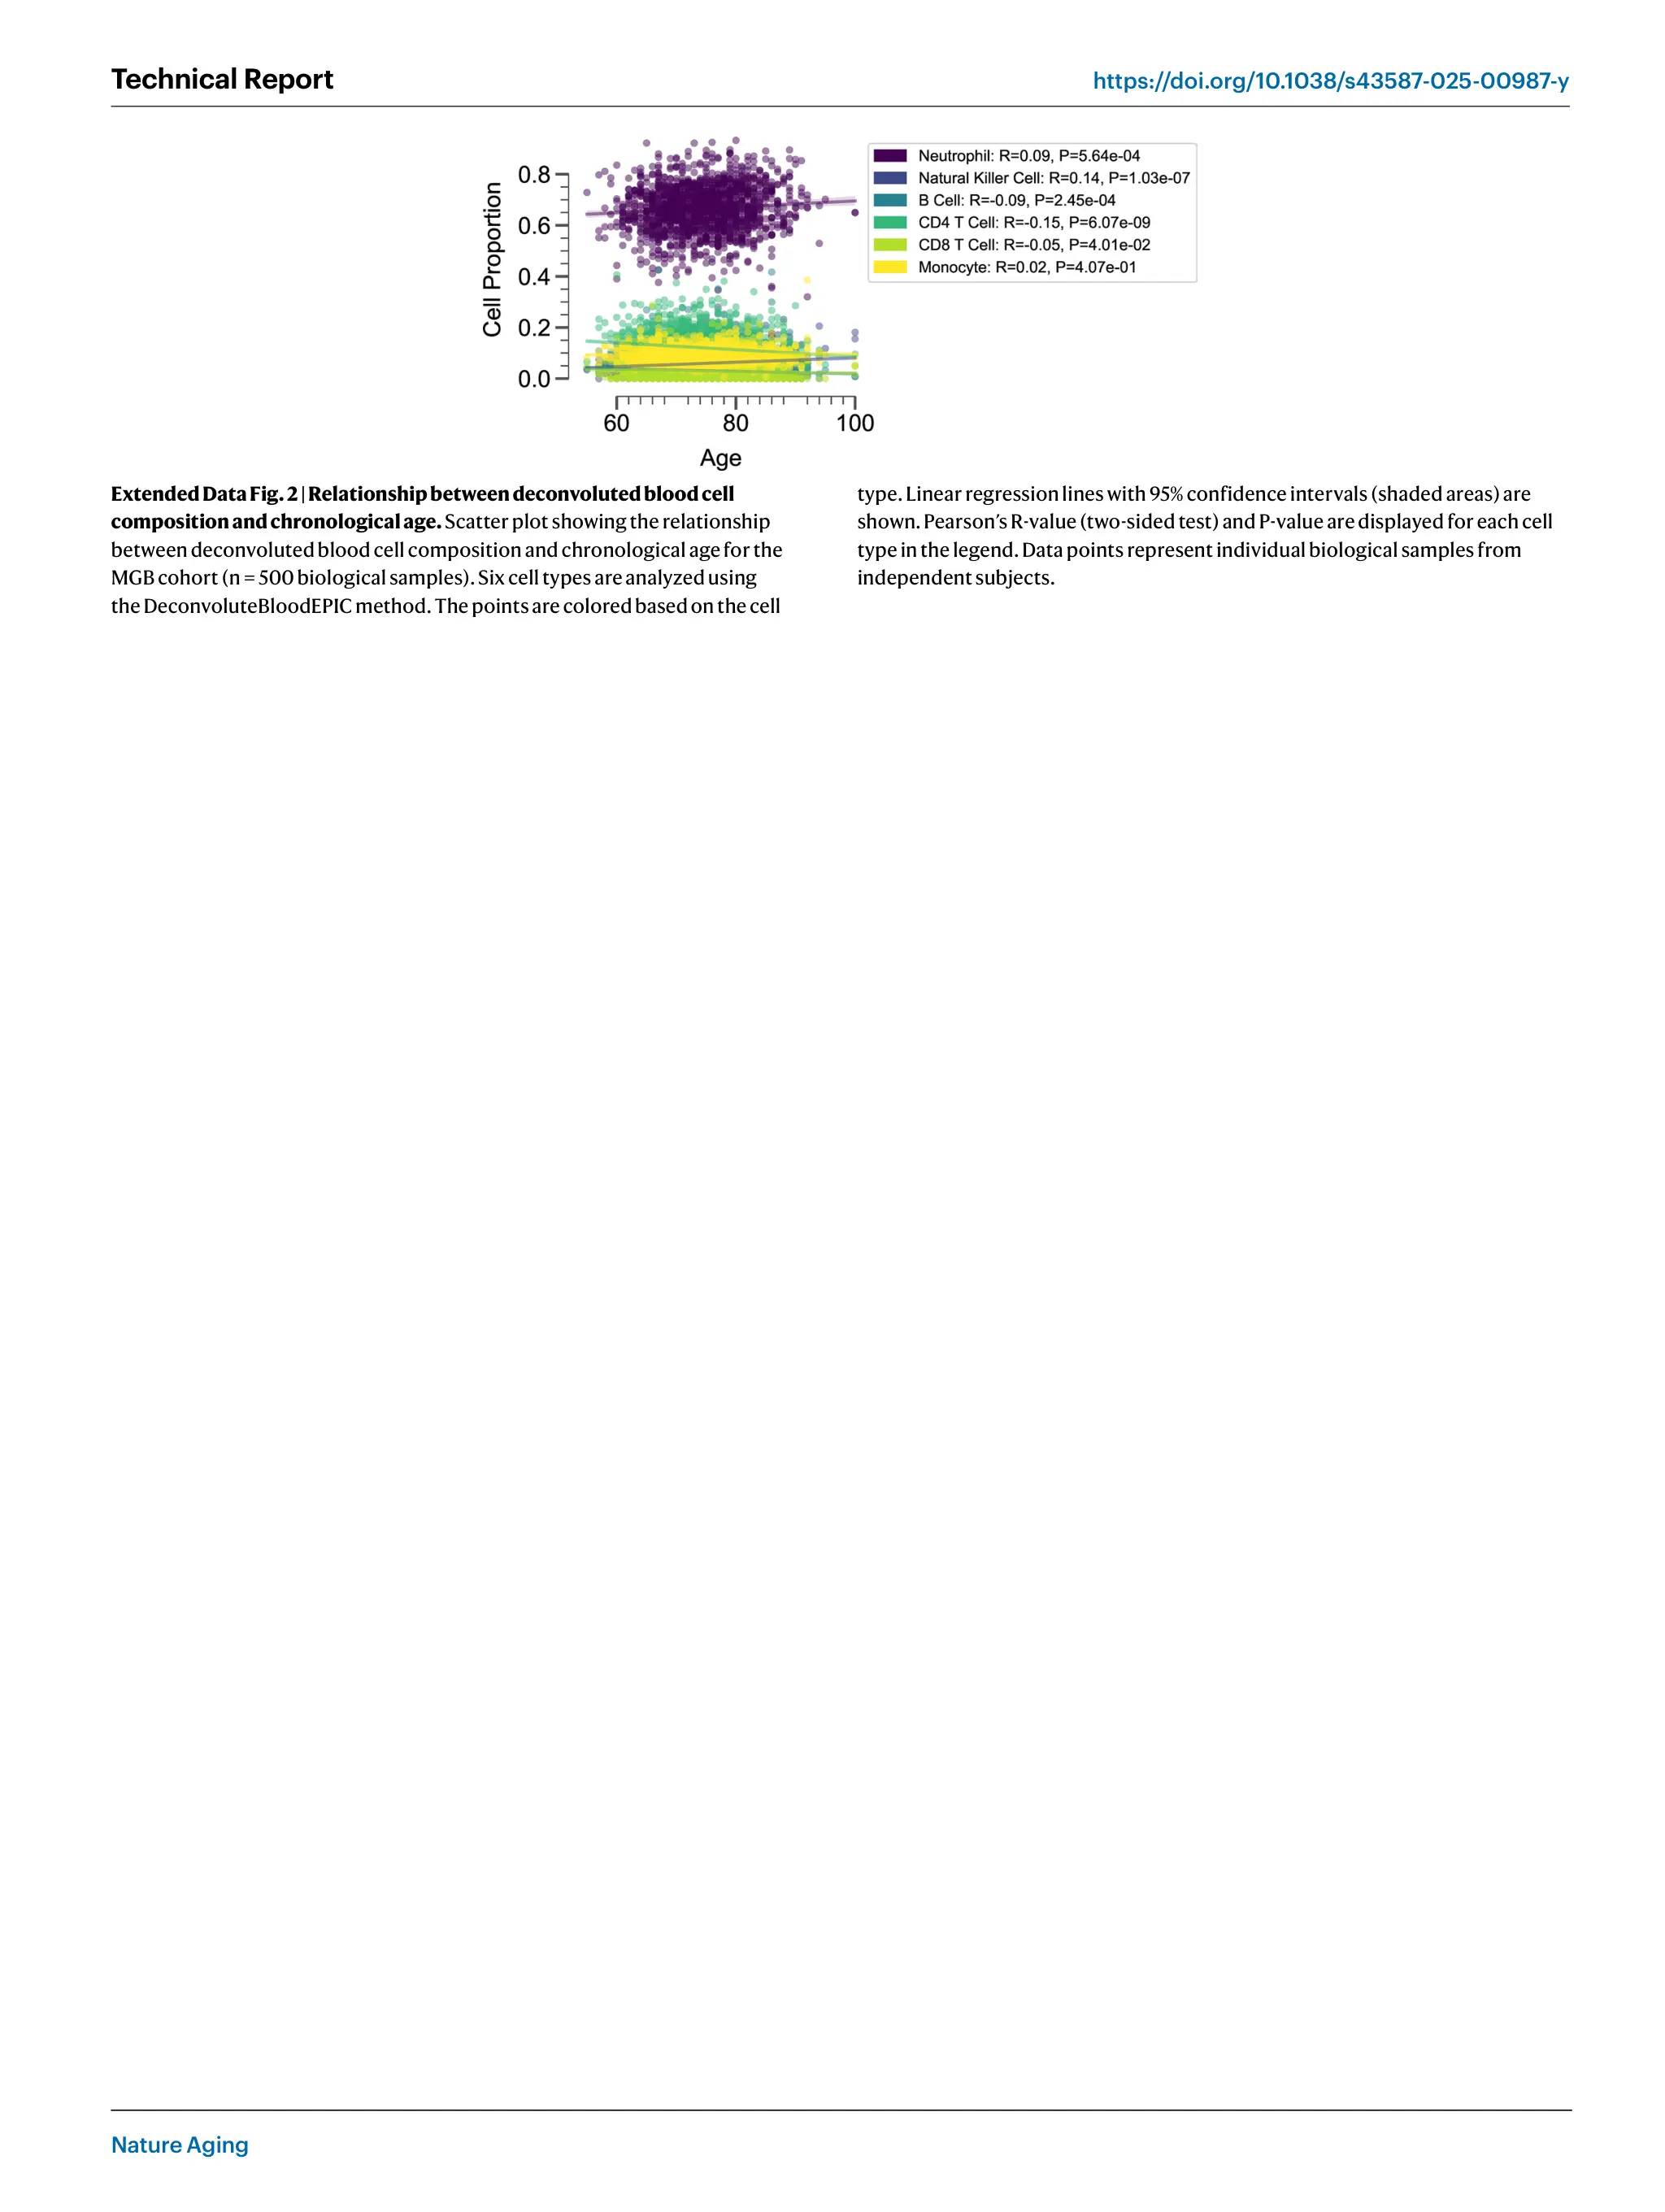 Technical Report
https://doi.org/10.1038/s43587-025-00987-y
Cell Proportion
0.8
0.6
0.4
0.2
0.0
60
80
100
Age
Neutrophil: R=0.09, P=5.64e-04
Natural Killer Cell: R=0.14, P=1.03e-07
B Cell: R=-0.09, P=2.45e-04
CD4 T Cell: R=-0.15, P=6.07e-09
CD8 T Cell: R=-0.05, P=4.01e-02
Monocyte: R=0.02, P=4.07e-01
Extended Data Fig. 2 | Relationship between deconvoluted blood cell
composition and chronological age. Scatter plot showing the relationship
between deconvoluted blood cell composition and chronological age for the
MGB cohort (n = 500 biological samples). Six cell types are analyzed using
the DeconvoluteBloodEPIC method. The points are colored based on the cell
type. Linear regression lines with 95% confidence intervals (shaded areas) are
shown. Pearson’s R-value (two-sided test) and P-value are displayed for each cell
type in the legend. Data points represent individual biological samples from
independent subjects.
Nature Aging